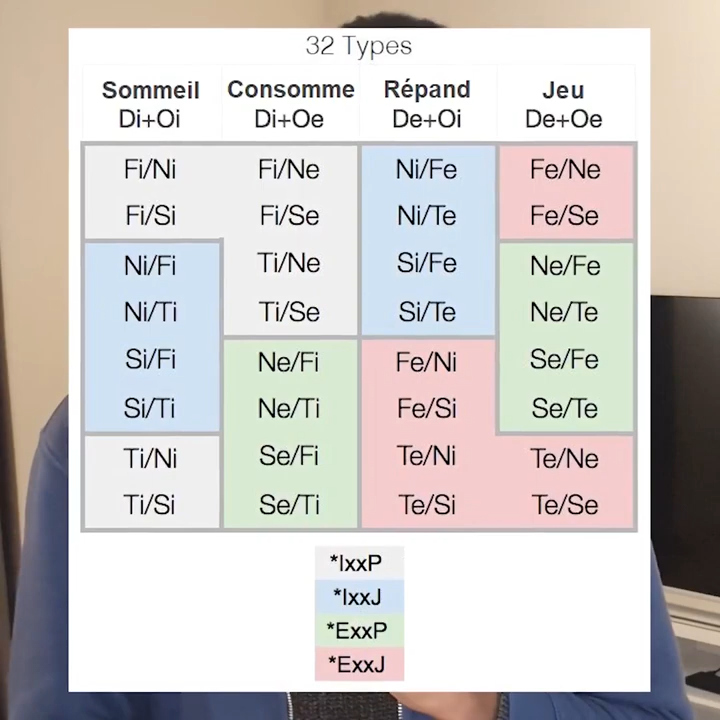 32 Types
Sommeil Consomme Répand Jeu
Di+Oi Di+Oe De+Oi De+Oe
Fi/Ni Fi/Ne Ni/Fe Fe/Ne
Fi/Si Fi/Se Ni/Te Fe/Se
Ni/Fi Ti/Ne Si/Fe Ne/Fe
Ni/Ti Ti/Se Si/Te Ne/Te
Si/Fi Ne/Fi Fe/Ni Se/Fe
Si/Ti Ne/Ti Fe/Si Se/Te
Ti/Ni Se/Fi Te/Ni Te/Ne
Ti/Si Se/Ti Te/Si Te/Se
*IxxP
*IxxJ
*ExxP
*ExxJ